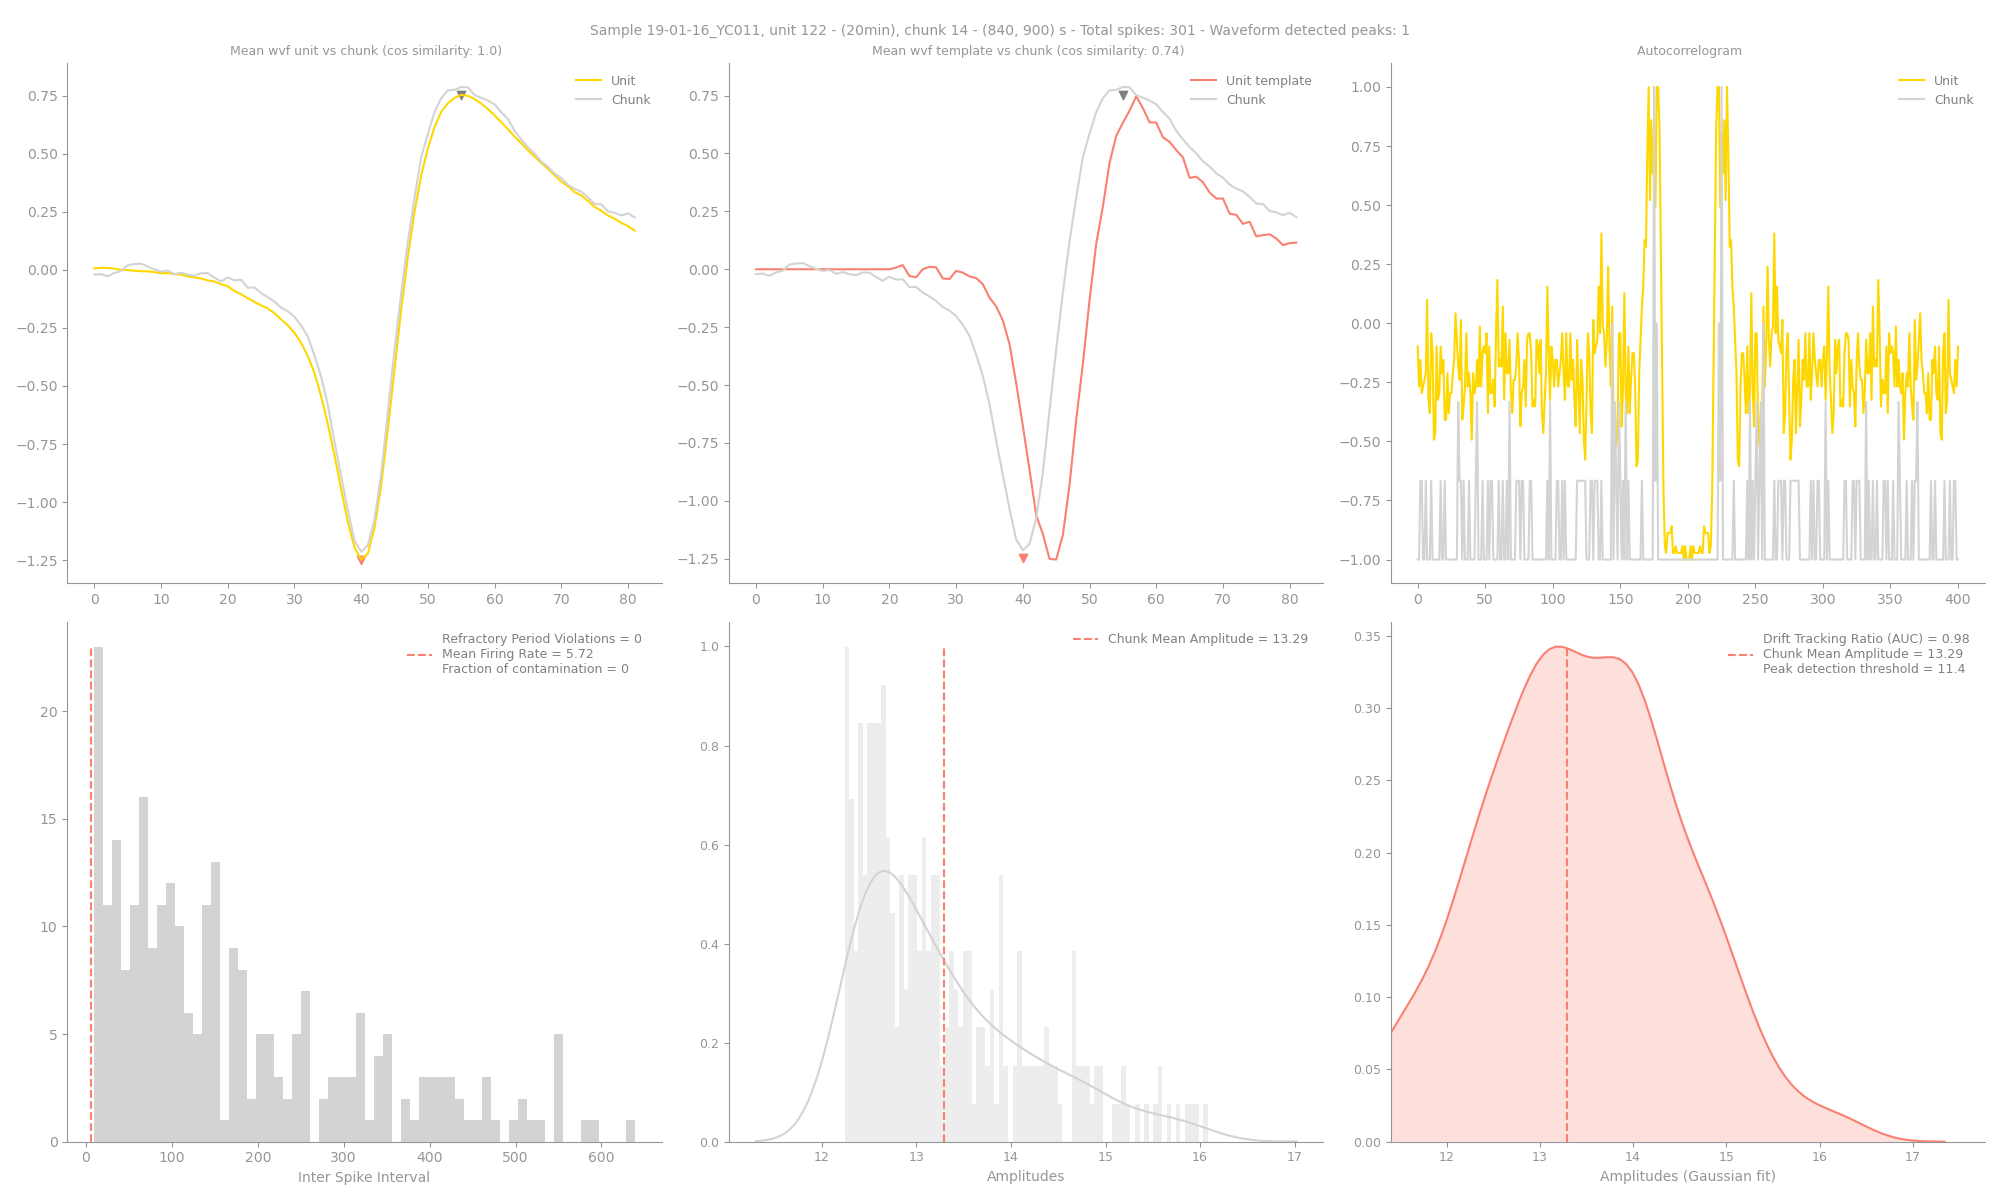 Sample 19-01-16_YC011, unit 122 - (20min), chunk 14 - (840, 900) s - Total spikes: 301 - Waveform detected peaks: 1
Mean wvf unit vs chunk (cos similarity: 1.0)
Unit
Chunk
0.75
0.50
0.25
0.00
−0.25
−0.50
−0.75
−1.00
−1.25
0 10 20 30 40 50 60 70 80
Mean wvf template vs chunk (cos similarity: 0.74)
Unit template
Chunk
0.75
0.50
0.25
0.00
−0.25
−0.50
−0.75
−1.00
−1.25
0 10 20 30 40 50 60 70 80
Autocorrelogram
Unit
Chunk
1.00
0.75
0.50
0.25
0.00
−0.25
−0.50
−0.75
−1.00
0 50 100 150 200 250 300 350 400
Refractory Period Violations = 0
Mean Firing Rate = 5.72
Fraction of contamination = 0
20
15
10
5
0
0 100 200 300 400 500 600
Inter Spike Interval
Chunk Mean Amplitude = 13.29
1.0
0.8
0.6
0.4
0.2
0.0
12 13 14 15 16 17
Amplitudes
Drift Tracking Ratio (AUC) = 0.98
Chunk Mean Amplitude = 13.29
Peak detection threshold = 11.4
0.35
0.30
0.25
0.20
0.15
0.10
0.05
0.00
12 13 14 15 16 17
Amplitudes (Gaussian fit)